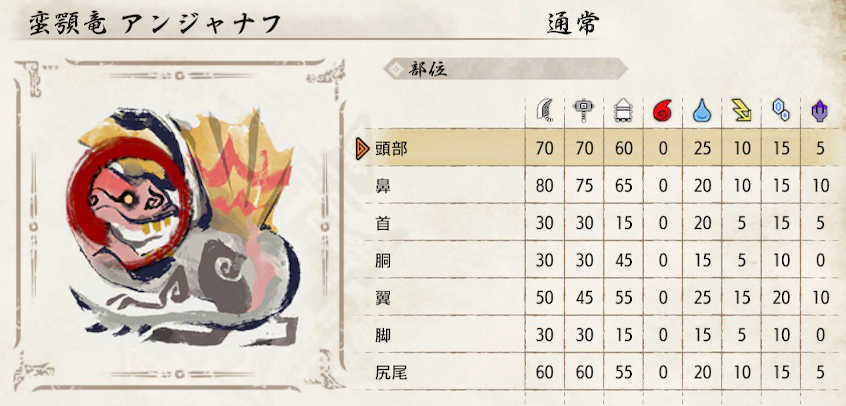 蛮顎竜 アンジャナフ 通常
部位
頭部 70 70 60 0 25 10 15 5
鼻 80 75 65 0 20 10 15 10
首 30 30 15 0 20 5 15 5
胴 30 30 45 0 15 5 10 0
翼 50 45 55 0 25 15 20 10
脚 30 30 15 0 15 5 10 0
尻尾 60 60 55 0 20 10 15 5